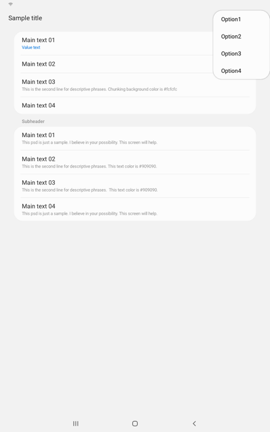 Sample title
Option1
Option2
Option3
Option4
Main text 01
Value text
Main text 02
Main text 03
This is the second line for descriptive phrases. Chunking background color is #fcfcfc
Main text 04
Subheader
Main text 01
This pad is just a sample. I believe in your possibility. This screen will help.
Main text 02
This is the second line for descriptive phrases. This text color is #909090.
Main text 03
This is the second line for descriptive phrases. This text color is #909090.
Main text 04
This pad is just a sample. I believe in your possibility. This screen will help.